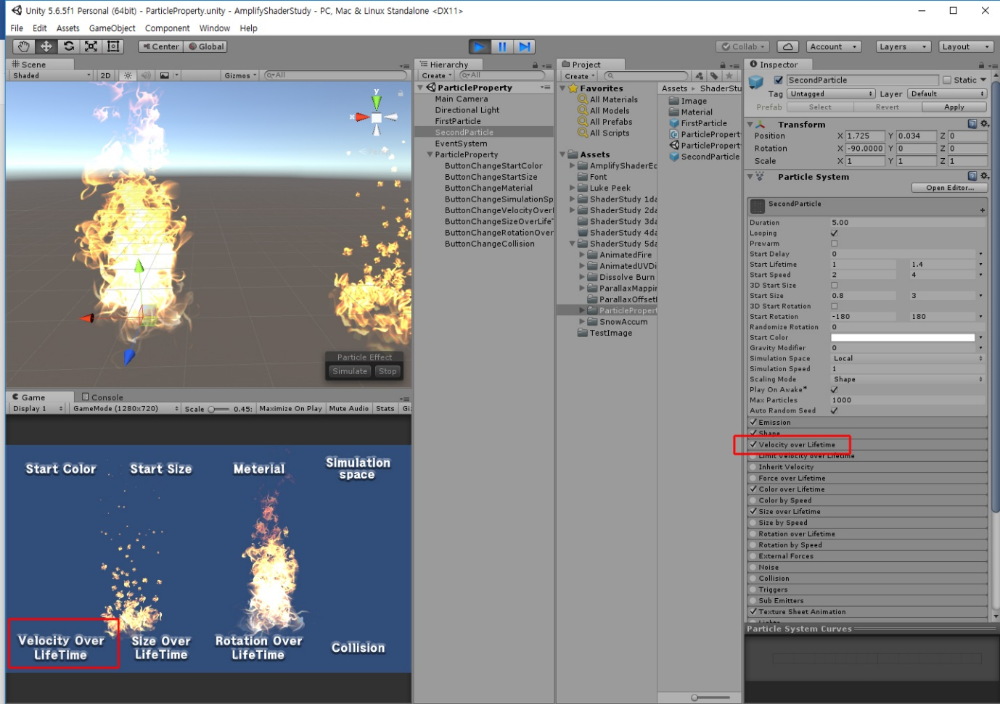 Unity 5.6.5f1 Personal (64bit) - ParticleProperty.unity - AmplifyShaderStudy - PC, Mac & Linux Standalone <DX11>
File Edit Assets GameObject Component Window Help
Center Global Collab Account Layers Layout
Scene
Shaded 2D Gizmos All
y
x
Particle Effect
Simulate Stop
Game Console
Display 1 GameMode (1280x720) Scale 0.45: Maximize On Play Mute Audio Stats Gi
Start Color
Start Size
Meterial
Simulation
space
Velocity Over
LifeTime
Size Over
LifeTime
Rotation Over
LifeTime
Collision
Hierarchy
Create All
ParticleProperty
Main Camera
Directional Light
FirstParticle
SecondParticle
EventSystem
ParticleProperty
ButtonChangeStartColor
ButtonChangeStartSize
ButtonChangeMaterial
ButtonChangeSimulationSp
ButtonChangeVelocityOver
ButtonChangeSizeOverLife
ButtonChangeRotationOver
ButtonChangeCollision
Project
Create
Favorites
All Materials
All Models
All Prefabs
All Scripts
Assets
AmplifyShaderEd
Font
Luke Peek
ShaderStudy 1da
ShaderStudy 2da
ShaderStudy 3da
ShaderStudy 4da
ShaderStudy 5da
AnimatedFire
AnimatedUVDi
Dissolve Burn
ParallaxMappin
ParallaxOffset
ParticlePropert
SnowAccum
TestImage
Assets ShaderStu
Image
Material
FirstParticle
ParticleProperty
ParticleProperty
SecondParticle
Inspector
SecondParticle Static
Tag Untagged Layer Default
Prefab Select Revert Apply
Transform
Position X 1.725 Y 0.034 Z 0
Rotation X -90.0000 Y 0 Z 0
Scale X 1 Y 1 Z 1
Particle System
Open Editor...
SecondParticle
Duration 5.00
Looping
Prewarm
Start Delay 0
Start Lifetime 1 1.4
Start Speed 2 4
3D Start Size
Start Size 0.8 3
3D Start Rotation
Start Rotation -180 180
Randomize Rotation 0
Start Color
Gravity Modifier 0
Simulation Space Local
Simulation Speed 1
Scaling Mode Shape
Play On Awake*
Max Particles 1000
Auto Random Seed
Emission
Shape
Velocity over Lifetime
Limit Velocity over Lifetime
Inherit Velocity
Force over Lifetime
Color over Lifetime
Color by Speed
Size over Lifetime
Size by Speed
Rotation over Lifetime
Rotation by Speed
External Forces
Noise
Collision
Triggers
Sub Emitters
Texture Sheet Animation
Lights
Particle System Curves